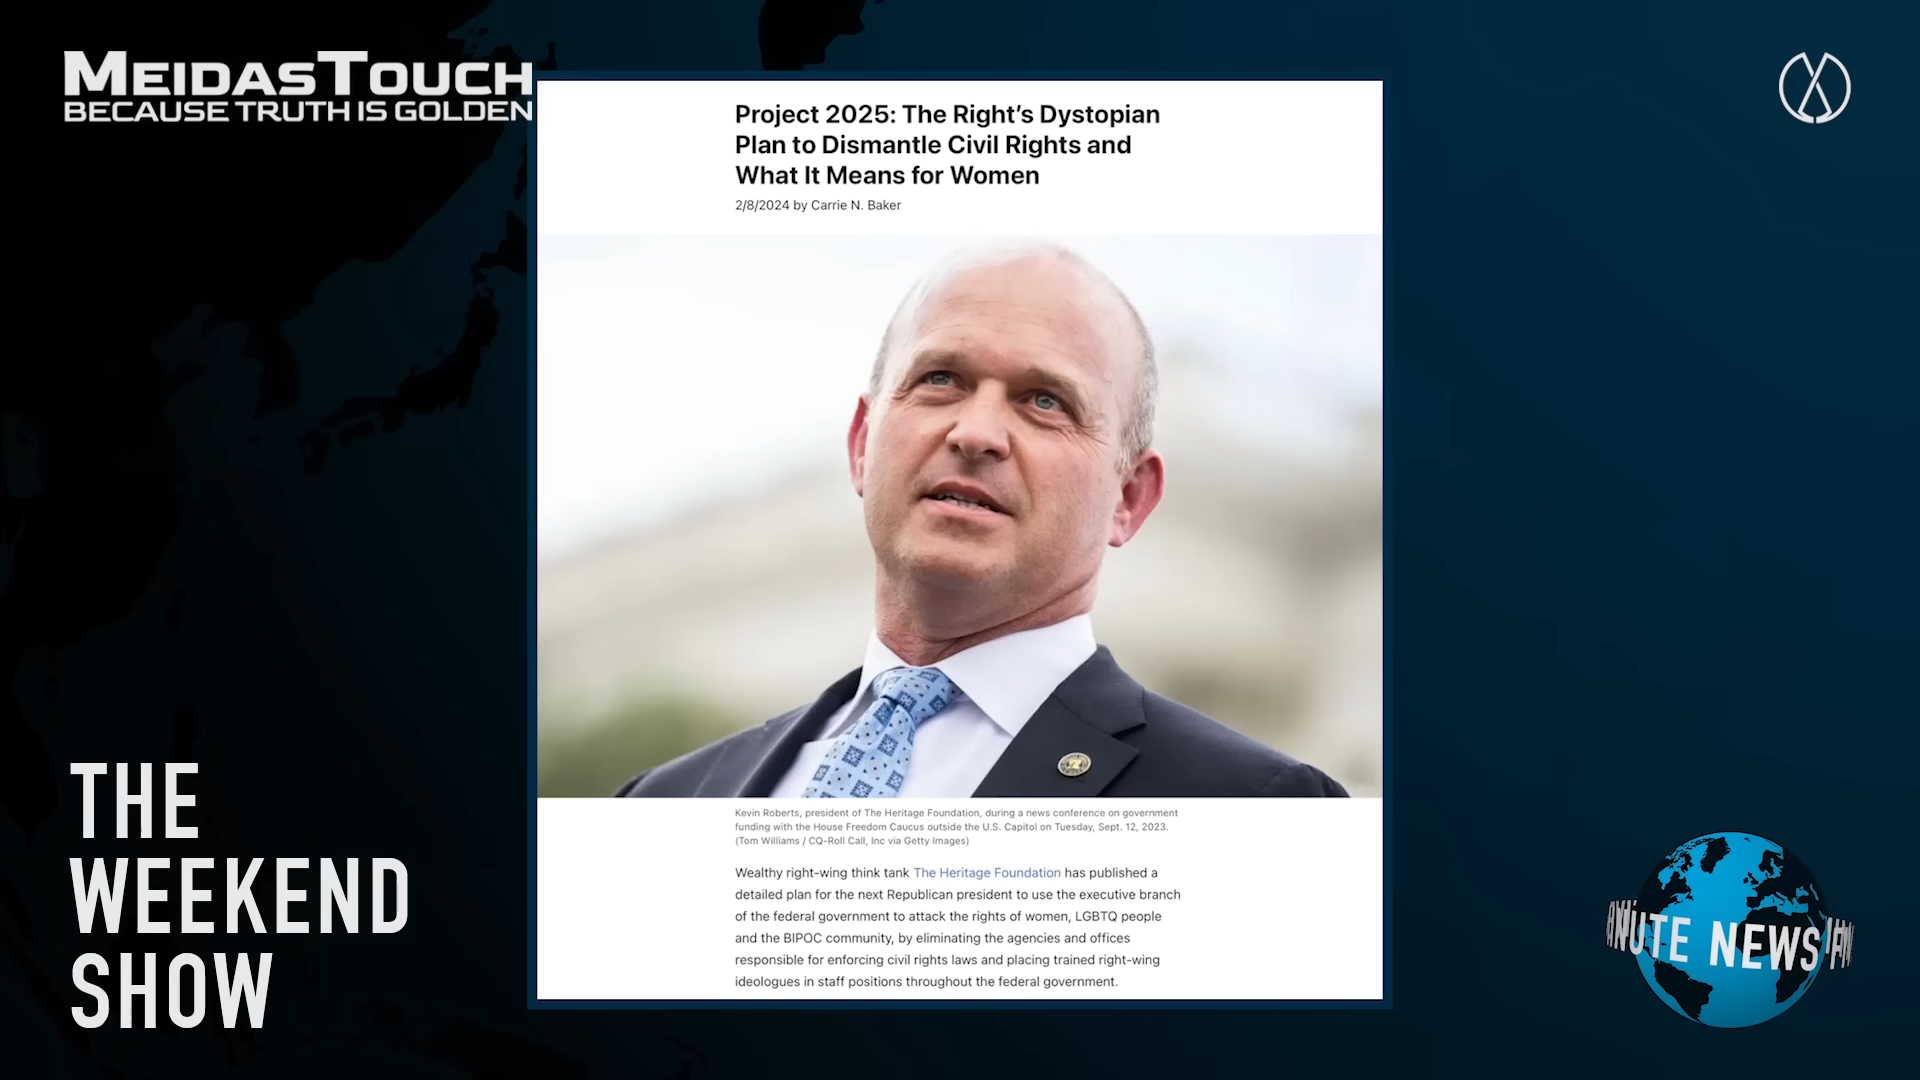 MEIDASTOUCH
BECAUSE TRUTH IS GOLDEN
Project 2025: The Right's Dystopian
Plan to Dismantle Civil Rights and
What It Means for Women
2/8/2024 by Carrie N. Baker
Kevin Roberts, president of The Heritage Foundation, during a news conference on government
funding with the House Freedom Caucus outside the U.S. Capitol on Tuesday, Sept. 12, 2023.
(Tom Williams / CQ-Roll Call, Inc via Getty Images)
Wealthy right-wing think tank The Heritage Foundation has published a
detailed plan for the next Republican president to use the executive branch
of the federal government to attack the rights of women, LGBTQ people
and the BIPOC community, by eliminating the agencies and offices
responsible for enforcing civil rights laws and placing trained right-wing
ideologues in staff positions throughout the federal government.
THE
WEEKEND
SHOW
NUTE NEWS